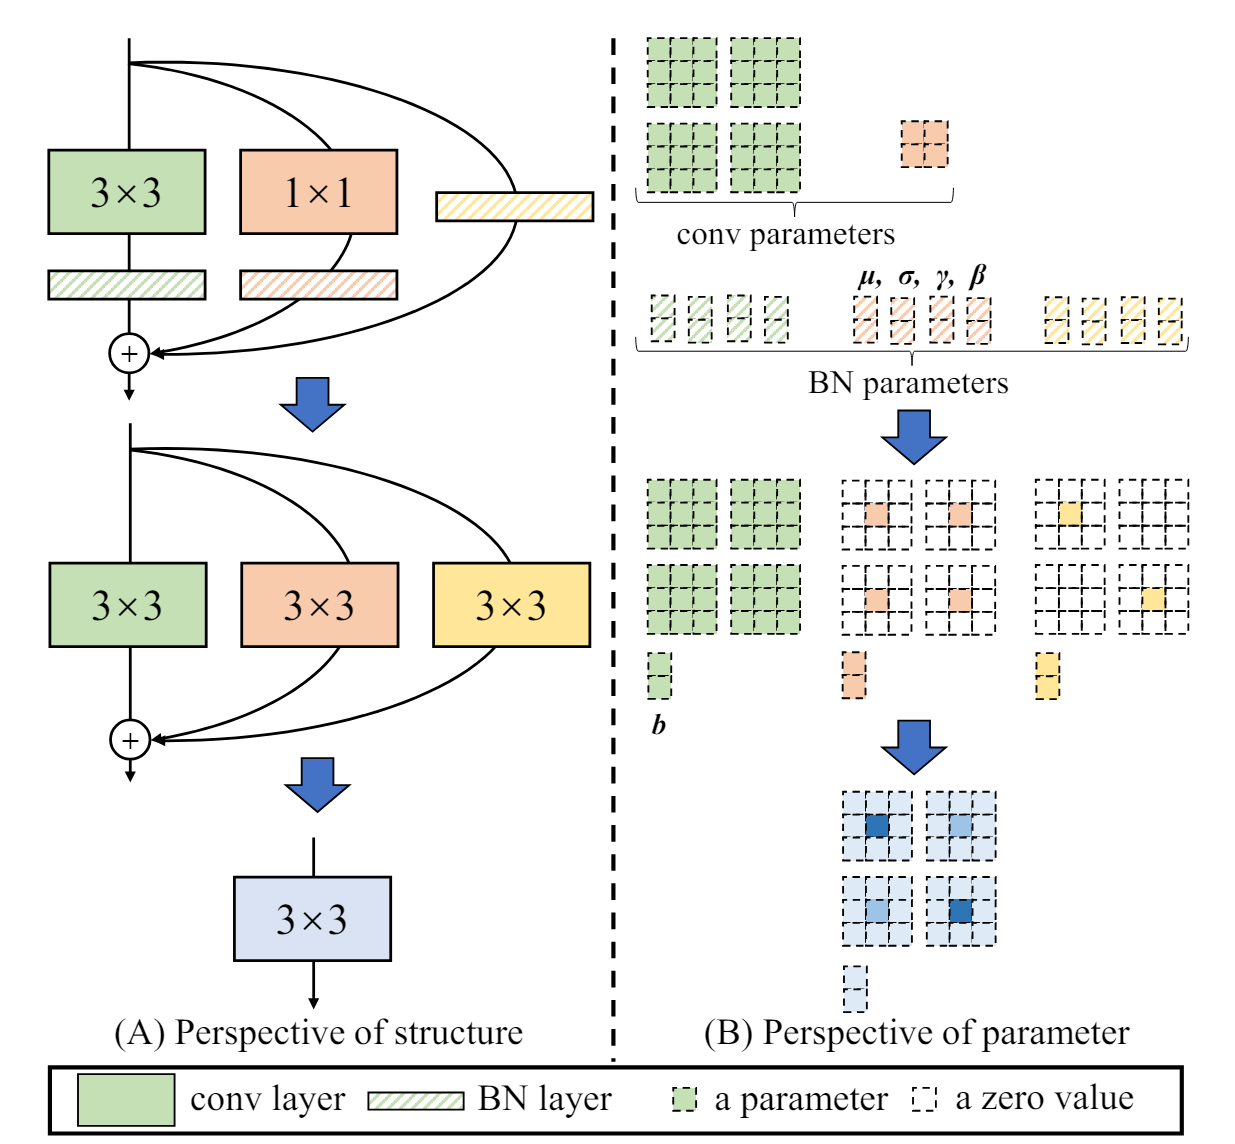 3×3
1×1
+
3×3
3×3
3×3
+
3×3
(A) Perspective of structure
conv parameters
μ, σ, γ, β
BN parameters
b
(B) Perspective of parameter
conv layer
BN layer
a parameter
a zero value